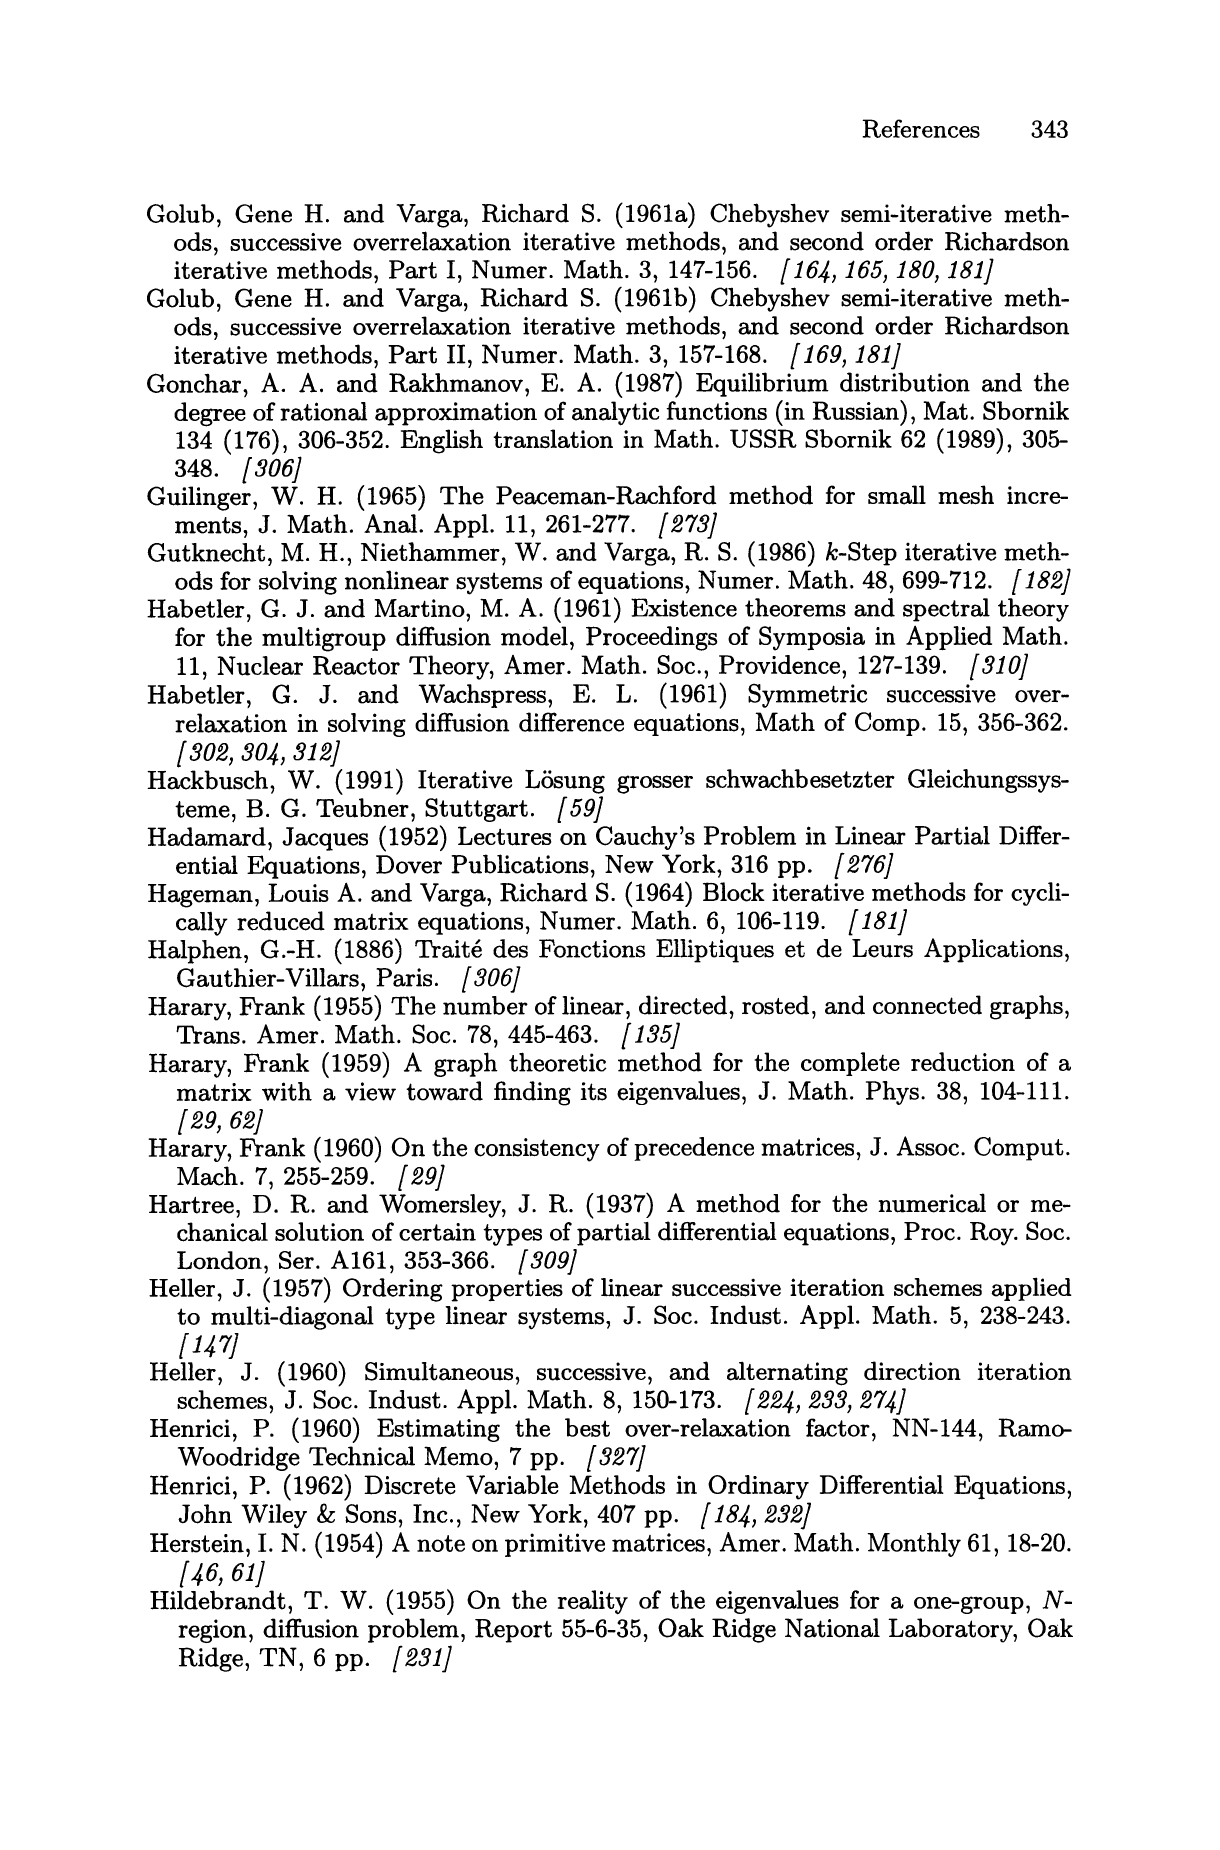 References 343
Golub, Gene H. and Varga, Richard S. (1961a) Chebyshev semi-iterative meth-
ods, successive overrelaxation iterative methods, and second order Richardson
iterative methods, Part I, Numer. Math. 3, 147-156. [164, 165, 180, 181]
Golub, Gene H. and Varga, Richard S. (1961b) Chebyshev semi-iterative meth-
ods, successive overrelaxation iterative methods, and second order Richardson
iterative methods, Part II, Numer. Math. 3, 157-168. [169, 181]
Gonchar, A. A. and Rakhmanov, E. A. (1987) Equilibrium distribution and the
degree of rational approximation of analytic functions (in Russian), Mat. Sbornik
134 (176), 306-352. English translation in Math. USSR Sbornik 62 (1989), 305-
348. [306]
Guilinger, W. H. (1965) The Peaceman-Rachford method for small mesh incre-
ments, J. Math. Anal. Appl. 11, 261-277. [273]
Gutknecht, M. H., Niethammer, W. and Varga, R. S. (1986) k-Step iterative meth-
ods for solving nonlinear systems of equations, Numer. Math. 48, 699-712. [182]
Habetler, G. J. and Martino, M. A. (1961) Existence theorems and spectral theory
for the multigroup diffusion model, Proceedings of Symposia in Applied Math.
11, Nuclear Reactor Theory, Amer. Math. Soc., Providence, 127-139. [310]
Habetler, G. J. and Wachspress, E. L. (1961) Symmetric successive over-
relaxation in solving diffusion difference equations, Math of Comp. 15, 356-362.
[302, 304, 312]
Hackbusch, W. (1991) Iterative Lösung grosser schwachbesetzter Gleichungssys-
teme, B. G. Teubner, Stuttgart. [59]
Hadamard, Jacques (1952) Lectures on Cauchy's Problem in Linear Partial Differ-
ential Equations, Dover Publications, New York, 316 pp. [276]
Hageman, Louis A. and Varga, Richard S. (1964) Block iterative methods for cycli-
cally reduced matrix equations, Numer. Math. 6, 106-119. [181]
Halphen, G.-H. (1886) Traité des Fonctions Elliptiques et de Leurs Applications,
Gauthier-Villars, Paris. [306]
Harary, Frank (1955) The number of linear, directed, rosted, and connected graphs,
Trans. Amer. Math. Soc. 78, 445-463. [135]
Harary, Frank (1959) A graph theoretic method for the complete reduction of a
matrix with a view toward finding its eigenvalues, J. Math. Phys. 38, 104-111.
[29, 62]
Harary, Frank (1960) On the consistency of precedence matrices, J. Assoc. Comput.
Mach. 7, 255-259. [29]
Hartree, D. R. and Womersley, J. R. (1937) A method for the numerical or me-
chanical solution of certain types of partial differential equations, Proc. Roy. Soc.
London, Ser. A161, 353-366. [309]
Heller, J. (1957) Ordering properties of linear successive iteration schemes applied
to multi-diagonal type linear systems, J. Soc. Indust. Appl. Math. 5, 238-243.
[147]
Heller, J. (1960) Simultaneous, successive, and alternating direction iteration
schemes, J. Soc. Indust. Appl. Math. 8, 150-173. [224, 233, 274]
Henrici, P. (1960) Estimating the best over-relaxation factor, NN-144, Ramo-
Woodridge Technical Memo, 7 pp. [327]
Henrici, P. (1962) Discrete Variable Methods in Ordinary Differential Equations,
John Wiley & Sons, Inc., New York, 407 pp. [184, 232]
Herstein, I. N. (1954) A note on primitive matrices, Amer. Math. Monthly 61, 18-20.
[46, 61]
Hildebrandt, T. W. (1955) On the reality of the eigenvalues for a one-group, N-
region, diffusion problem, Report 55-6-35, Oak Ridge National Laboratory, Oak
Ridge, TN, 6 pp. [231]